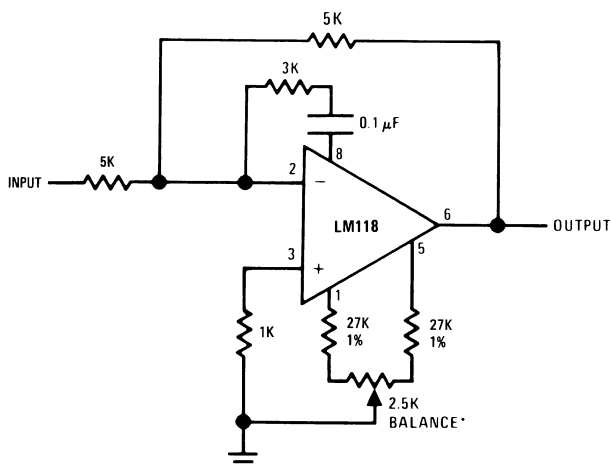 5K
3K
0.1 μF
8
5K
2
INPUT
−
LM118
6
OUTPUT
5
3
+
1
1K
27K
1%
27K
1%
2.5K
BALANCE*